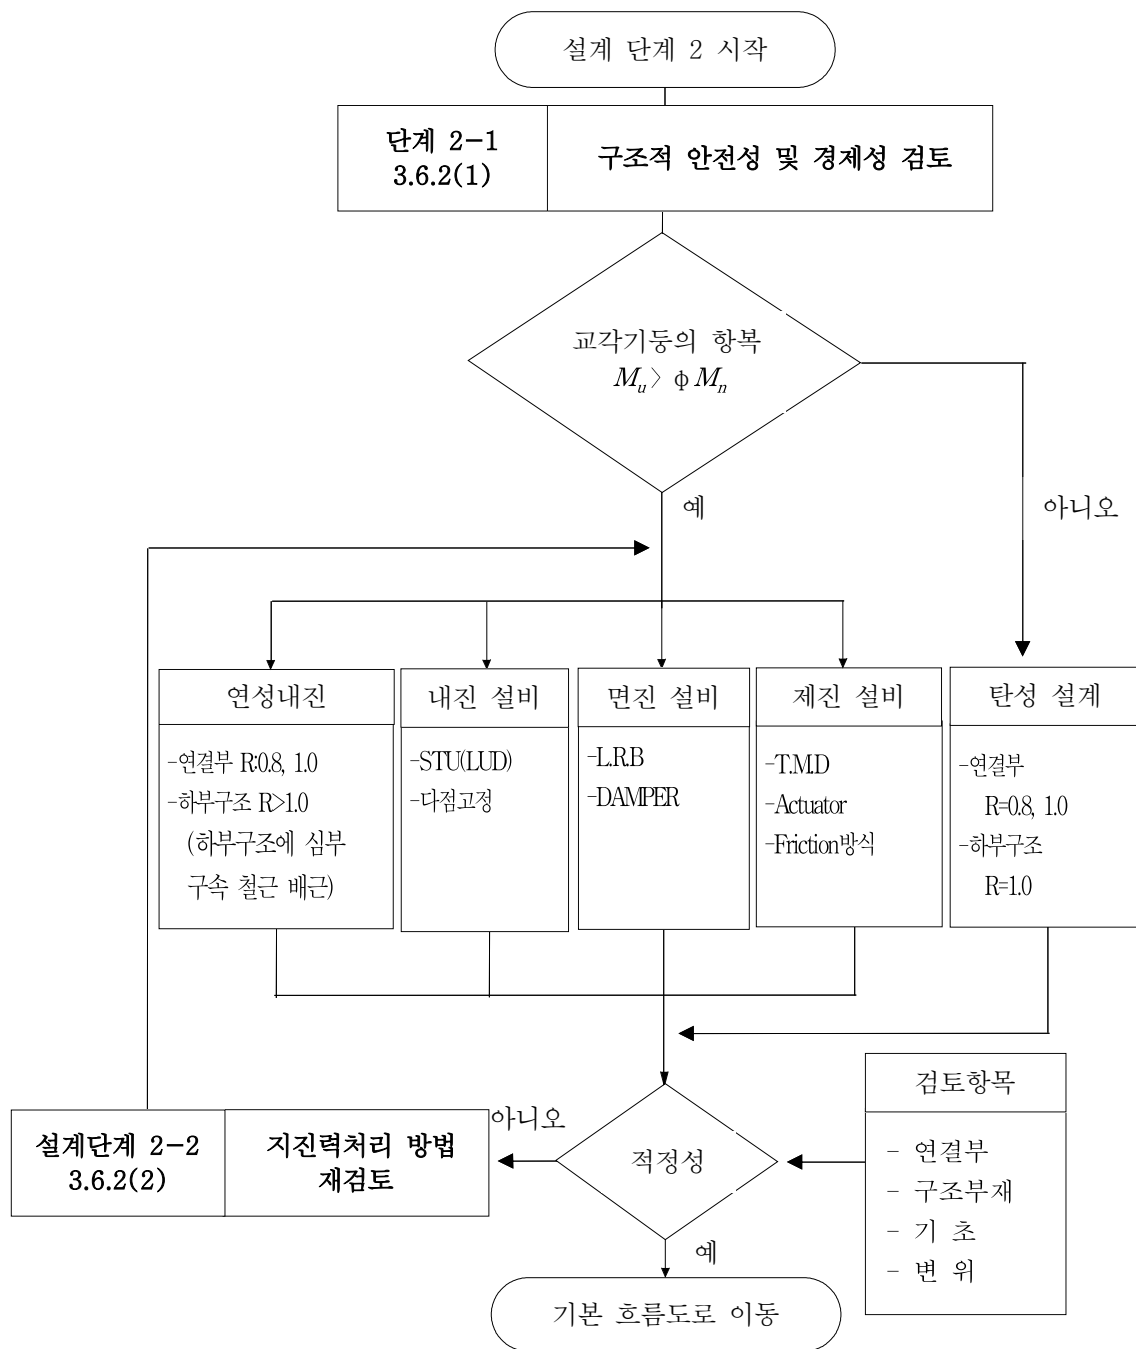 설계 단계 2 시작
단계 2-1
3.6.2(1)
구조적 안전성 및 경제성 검토
교각기둥의 항복
Mu〉 φ Mn
예
아니오
연성내진
-연결부 R:0.8, 1.0
-하부구조 R>1.0
(하부구조에 심부
구속 철근 배근)
내진 설비
-STU(LUD)
-다점고정
면진 설비
-L.R.B
-DAMPER
제진 설비
-T.M.D
-Actuator
-Friction방식
탄성 설계
-연결부
R=0.8, 1.0
-하부구조
R=1.0
검토항목
- 연결부
- 구조부재
- 기 초
- 변 위
적정성
아니오
설계단계 2-2
3.6.2(2)
지진력처리 방법
재검토
예
기본 흐름도로 이동